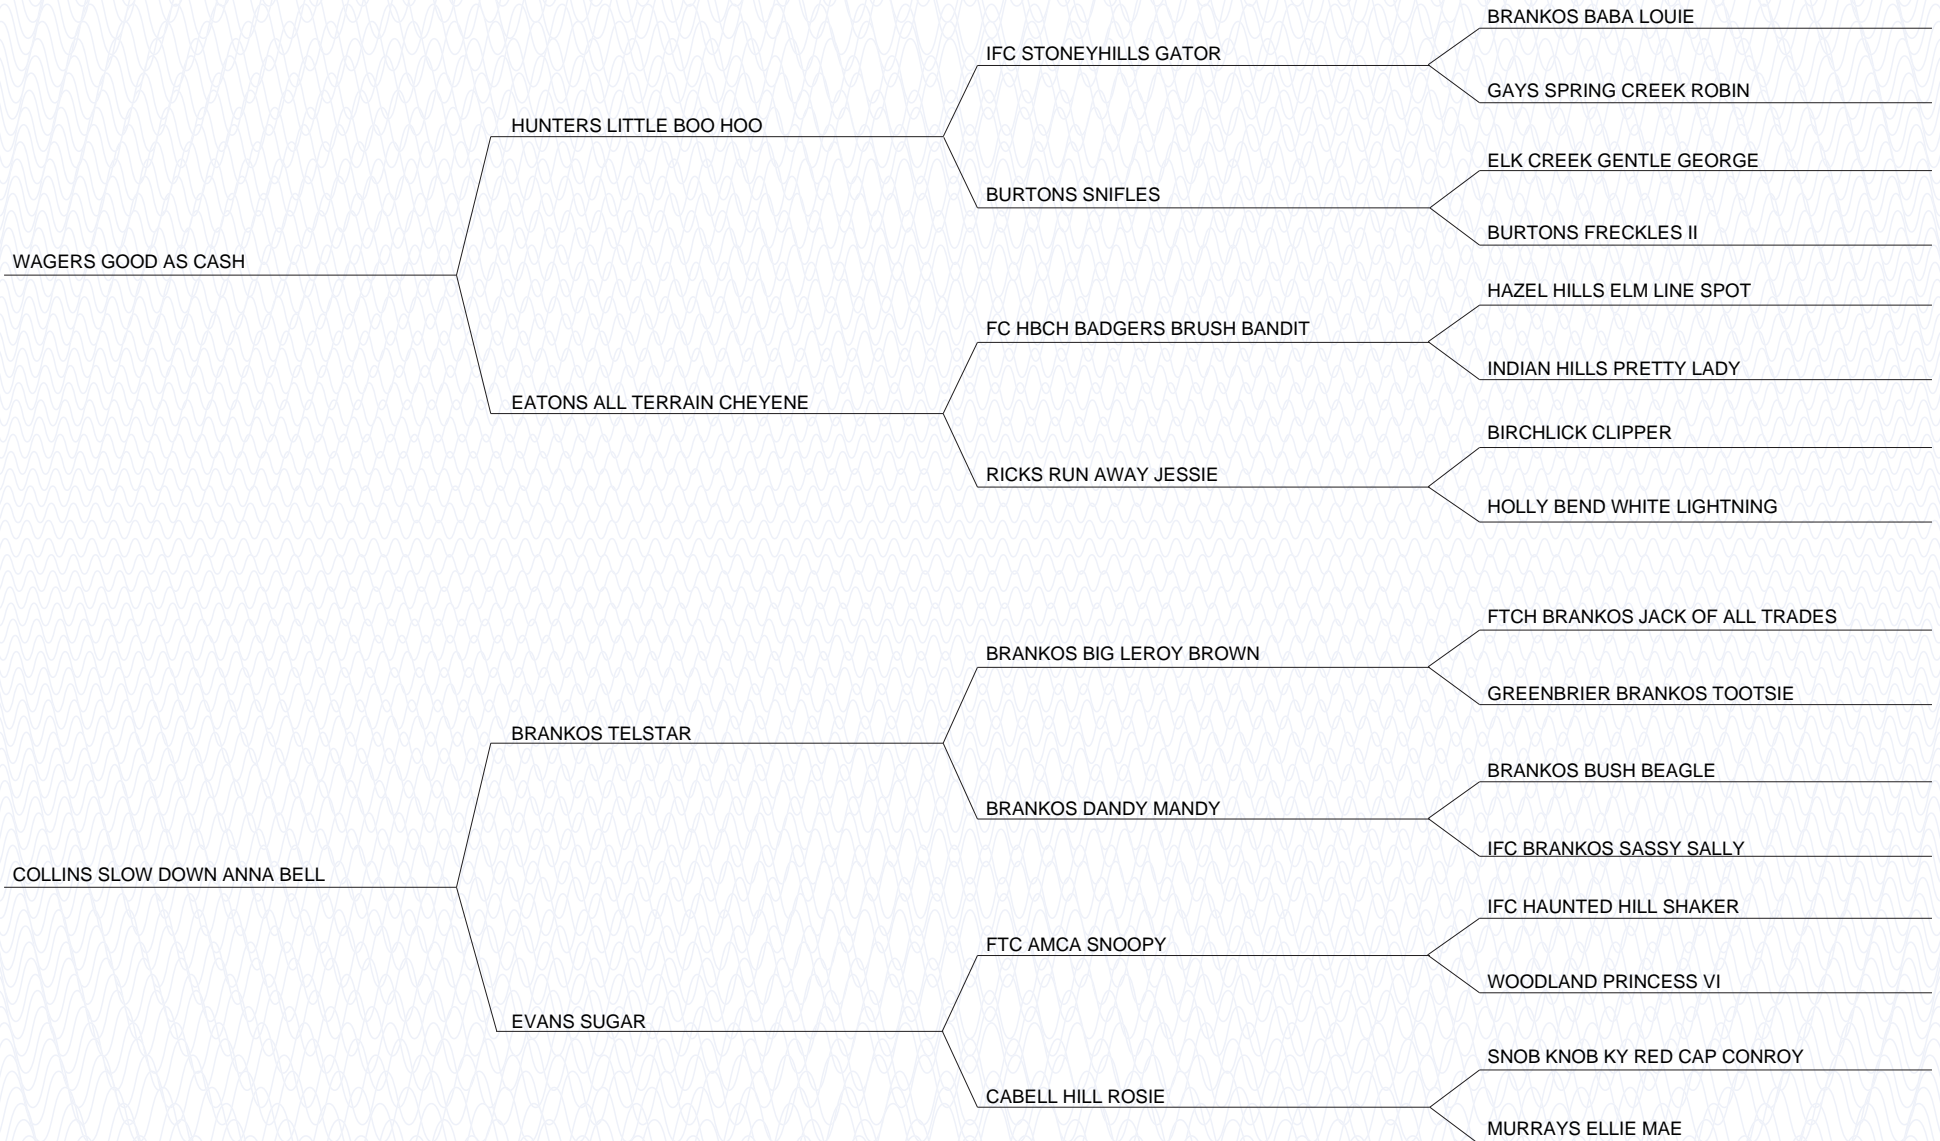 BRANKOS BABA LOUIE
IFC STONEYHILLS GATOR
GAYS SPRING CREEK ROBIN
HUNTERS LITTLE BOO HOO
ELK CREEK GENTLE GEORGE
BURTONS SNIFLES
BURTONS FRECKLES II
WAGERS GOOD AS CASH
HAZEL HILLS ELM LINE SPOT
FC HBCH BADGERS BRUSH BANDIT
INDIAN HILLS PRETTY LADY
EATONS ALL TERRAIN CHEYENE
BIRCHLICK CLIPPER
RICKS RUN AWAY JESSIE
HOLLY BEND WHITE LIGHTNING
FTCH BRANKOS JACK OF ALL TRADES
BRANKOS BIG LEROY BROWN
GREENBRIER BRANKOS TOOTSIE
BRANKOS TELSTAR
BRANKOS BUSH BEAGLE
BRANKOS DANDY MANDY
IFC BRANKOS SASSY SALLY
COLLINS SLOW DOWN ANNA BELL
IFC HAUNTED HILL SHAKER
FTC AMCA SNOOPY
WOODLAND PRINCESS VI
EVANS SUGAR
SNOB KNOB KY RED CAP CONROY
CABELL HILL ROSIE
MURRAYS ELLIE MAE